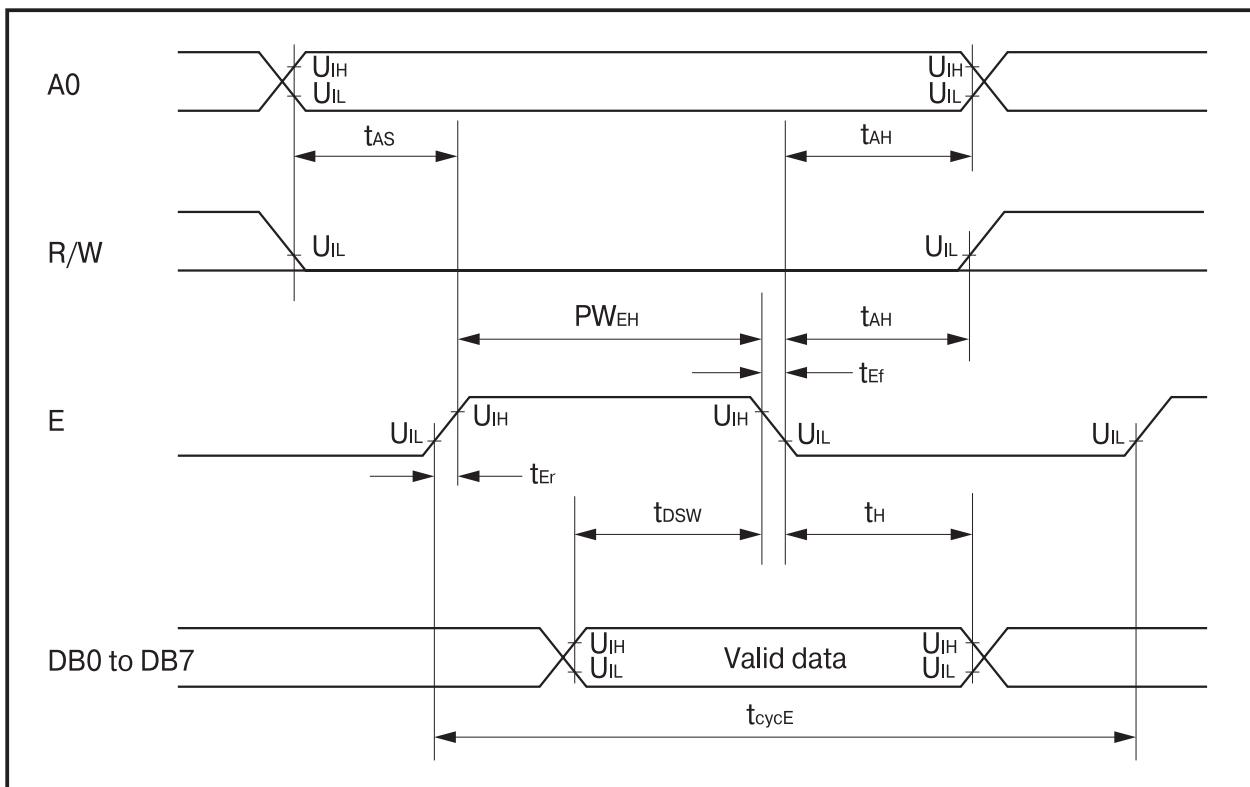 A0
UIH
UIL
UIH
UIL
tAS
tAH
R/W
UIL
UIL
PWEH
tAH
tEf
E
UIL
UIH
UIH
UIL
UIL
tEr
tDSW
tH
DB0 to DB7
UIH
UIL
Valid data
UIH
UIL
tcycE